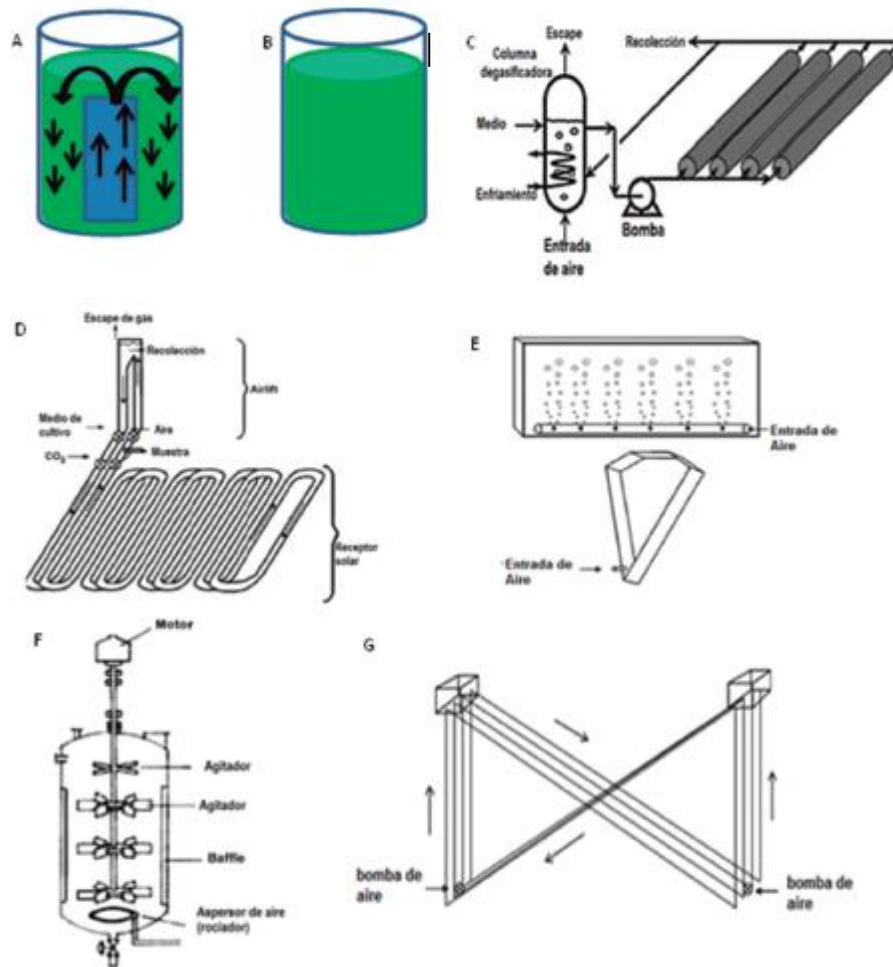 A
B
C
Escape
Columna
degasificadora
Recolección
Medio
Enfriamiento
Entrada
de aire
Bomba
D
Escape de gás
Recolección
Airlift
Medio de
cultivo
Aire
CO₂
Muestra
Receptor
solar
E
Entrada de
Aire
Entrada de
Aire
F
Motor
Agitador
Agitador
Baffle
Aspersor de aire
(rociador)
G
bomba de
aire
bomba de
aire